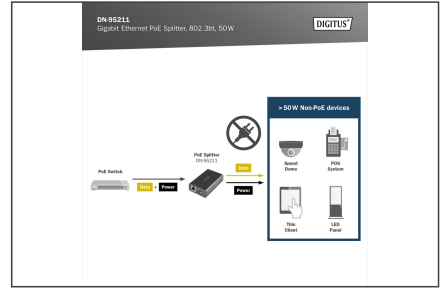 DN-95211
Gigabit Ethernet PoE Splitter, 802.3bt, 50 W
DIGITUS®
> 50 W Non-PoE devices
PoE Splitter
DN-95211
PoE Switch
Data + Power
Data
Power
Speed
Dome
POS
System
Thin
Client
LED
Panel